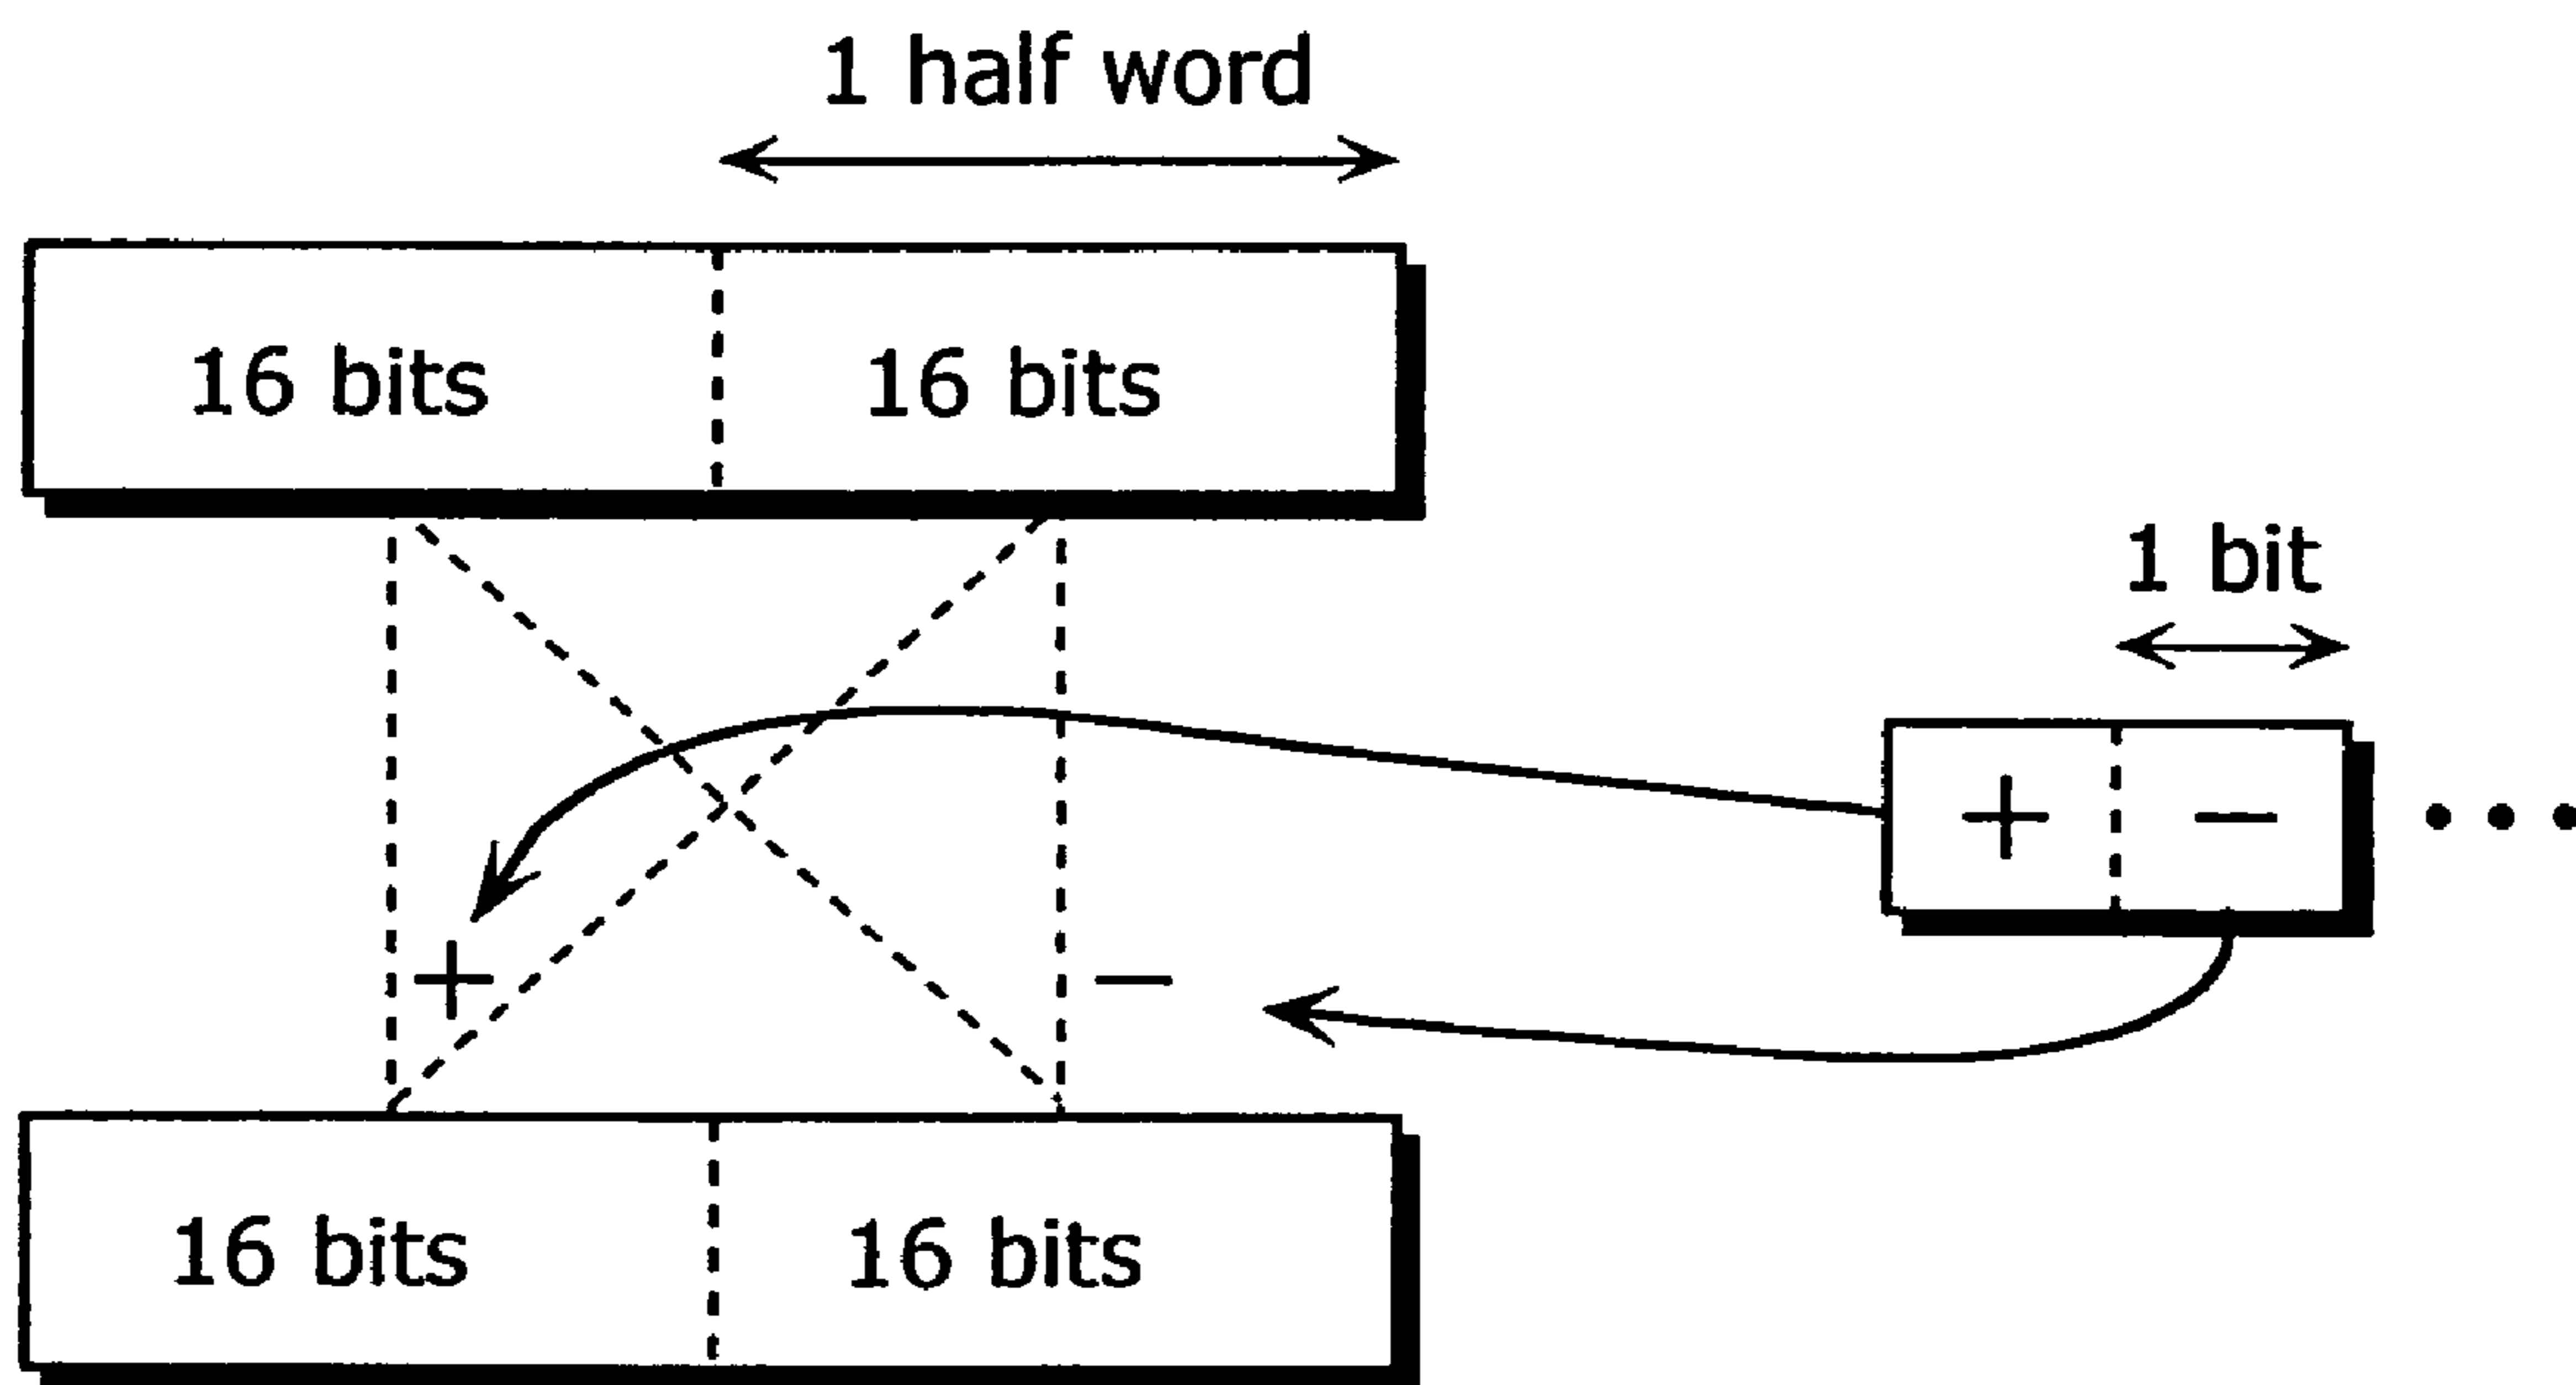 1 half word
16 bits 16 bits
1 bit
+ − • • •
+ −
16 bits 16 bits